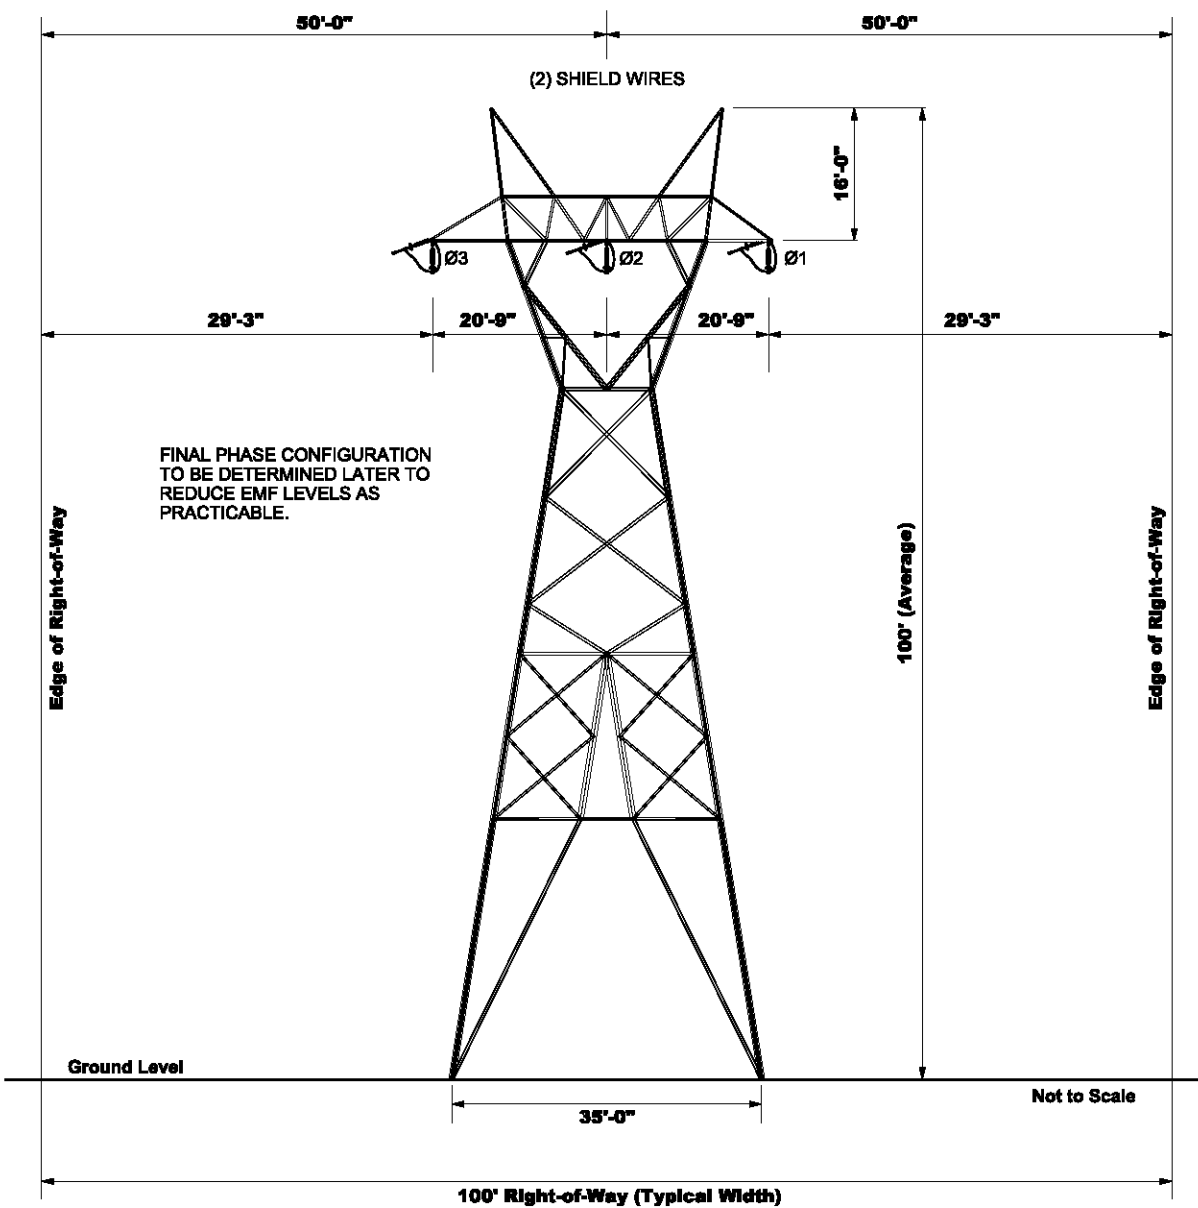 50'-0"
50'-0"
(2) SHIELD WIRES
16'-0"
Ø3
Ø2
Ø1
29'-3"
20'-9"
20'-9"
29'-3"
FINAL PHASE CONFIGURATION
TO BE DETERMINED LATER TO
REDUCE EMF LEVELS AS
PRACTICABLE.
Edge of Right-of-Way
100' (Average)
Edge of Right-of-Way
Ground Level
Not to Scale
35'-0"
100' Right-of-Way (Typical Width)